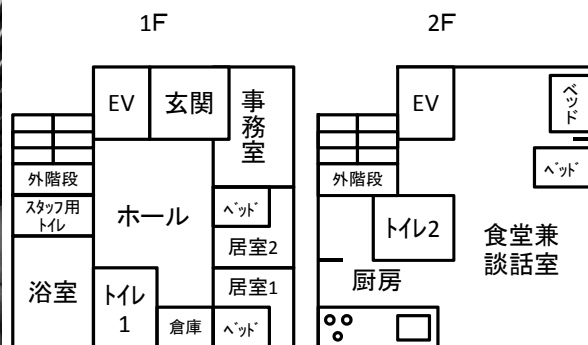 1F
2F
EV
玄関
事務室
外階段
スタッフ用
トイレ
ホール
ベッド
居室2
浴室
トイレ
1
居室1
倉庫
ベッド
EV
ベッド
外階段
ベッド
トイレ2
食堂兼
談話室
厨房